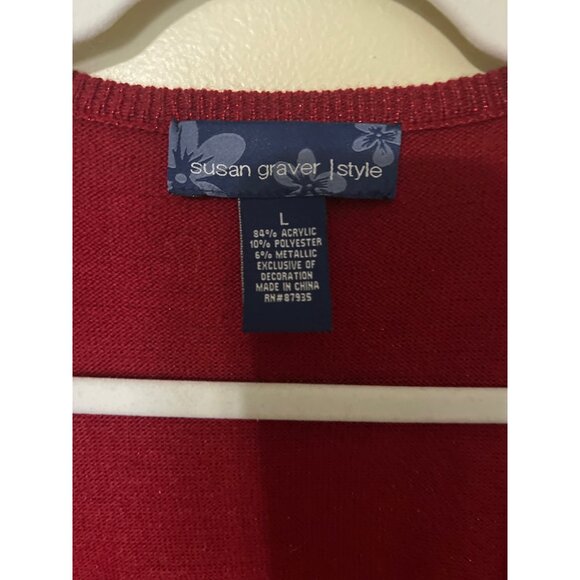 susan graver | style
L
84% ACRYLIC
10% POLYESTER
6% METALLIC
EXCLUSIVE OF
DECORATION
MADE IN CHINA
RN#87935